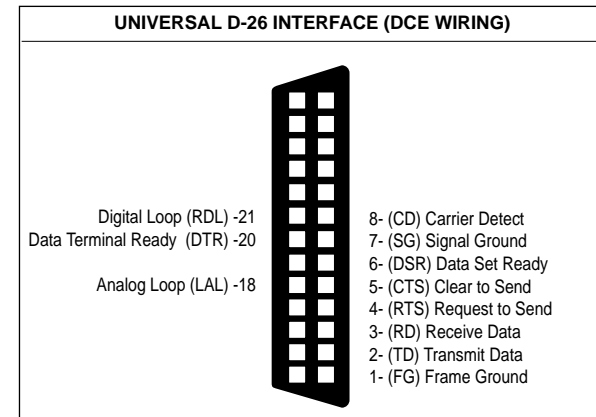 UNIVERSAL D-26 INTERFACE (DCE WIRING)
Digital Loop (RDL) -21
Data Terminal Ready (DTR) -20
Analog Loop (LAL) -18
8- (CD) Carrier Detect
7- (SG) Signal Ground
6- (DSR) Data Set Ready
5- (CTS) Clear to Send
4- (RTS) Request to Send
3- (RD) Receive Data
2- (TD) Transmit Data
1- (FG) Frame Ground